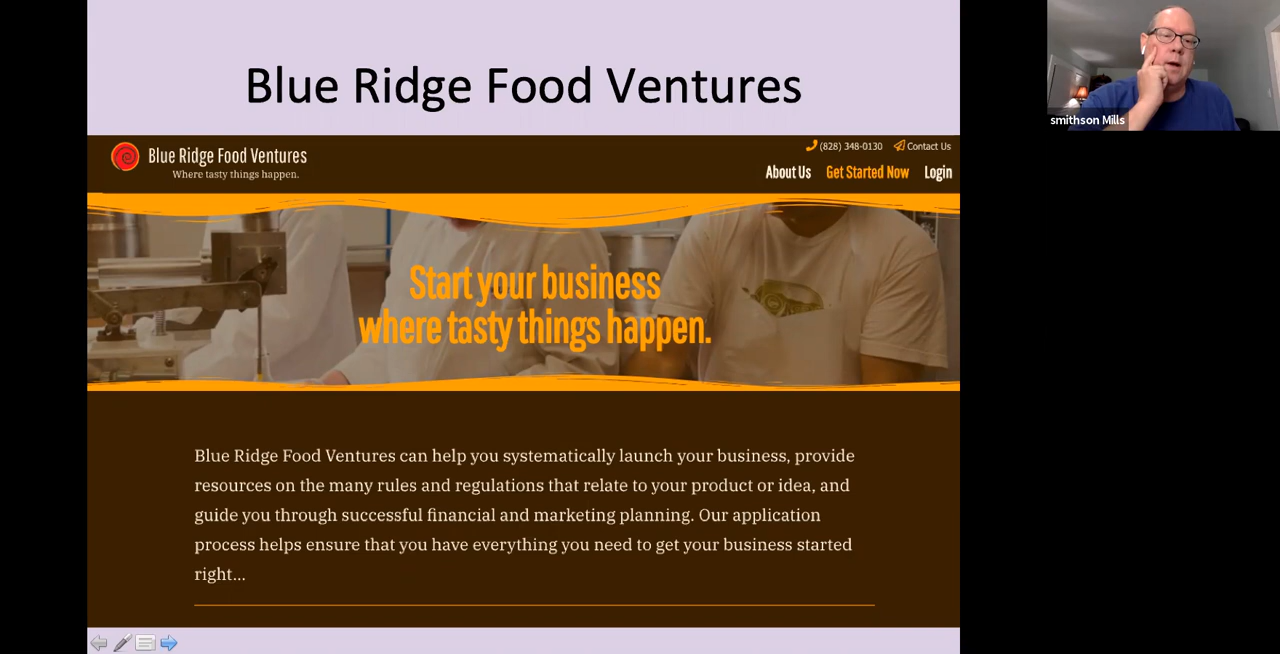 Blue Ridge Food Ventures
Blue Ridge Food Ventures
Where tasty things happen.
(828) 348-0130 Contact Us
About Us Get Started Now Login
Start your business
where tasty things happen.
Blue Ridge Food Ventures can help you systematically launch your business, provide
resources on the many rules and regulations that relate to your product or idea, and
guide you through successful financial and marketing planning. Our application
process helps ensure that you have everything you need to get your business started
right...
smithson Mills